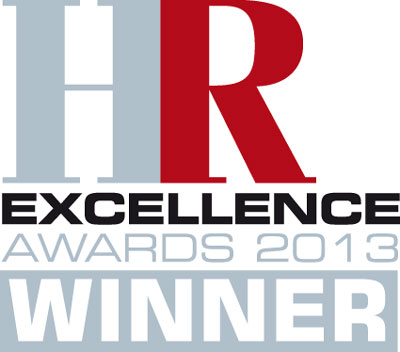 HR
EXCELLENCE
AWARDS 2013
WINNER